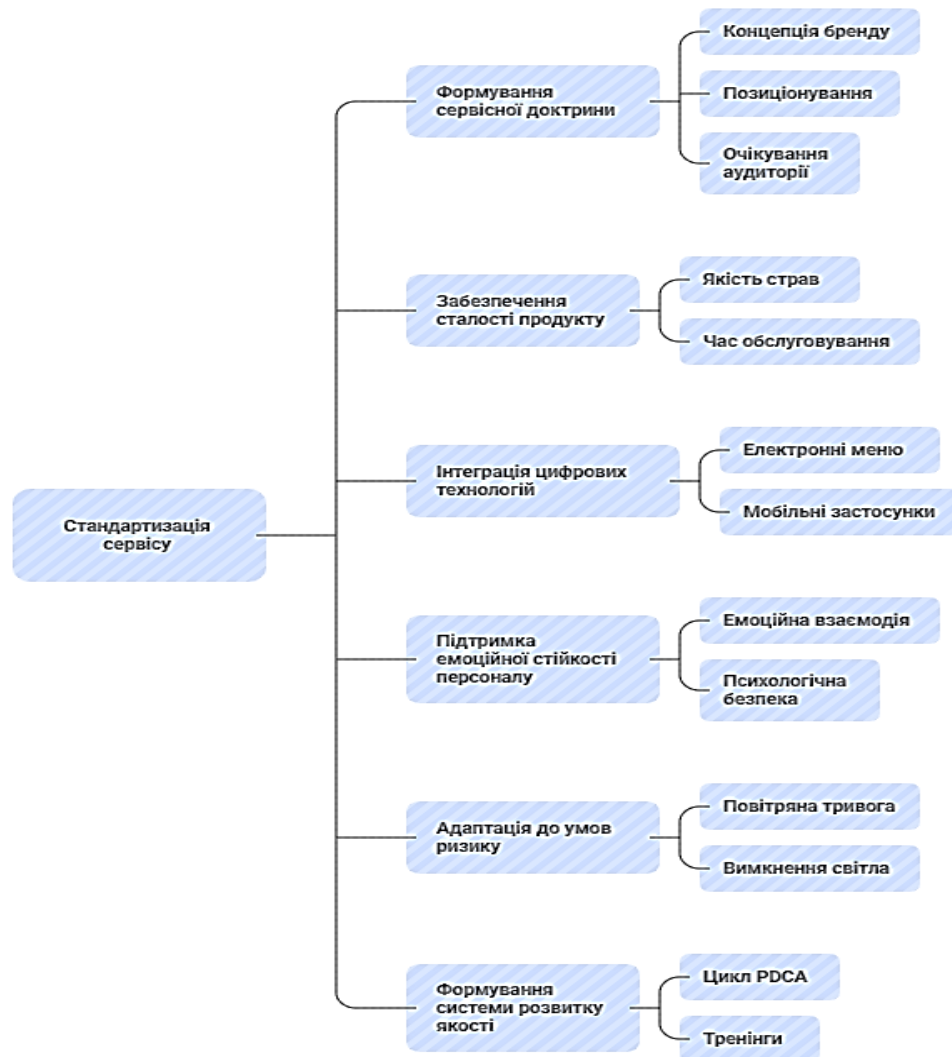 Стандартизація
сервісу
Формування
сервісної доктрини
Концепція бренду
Позиціонування
Очікування
аудиторії
Забезпечення
сталості продукту
Якість страв
Час обслуговування
Інтеграція цифрових
технологій
Електронні меню
Мобільні застосунки
Підтримка
емоційної стійкості
персоналу
Емоційна взаємодія
Психологічна
безпека
Адаптація до умов
ризику
Повітряна тривога
Вимкнення світла
Формування
системи розвитку
якості
Цикл PDCA
Тренінги